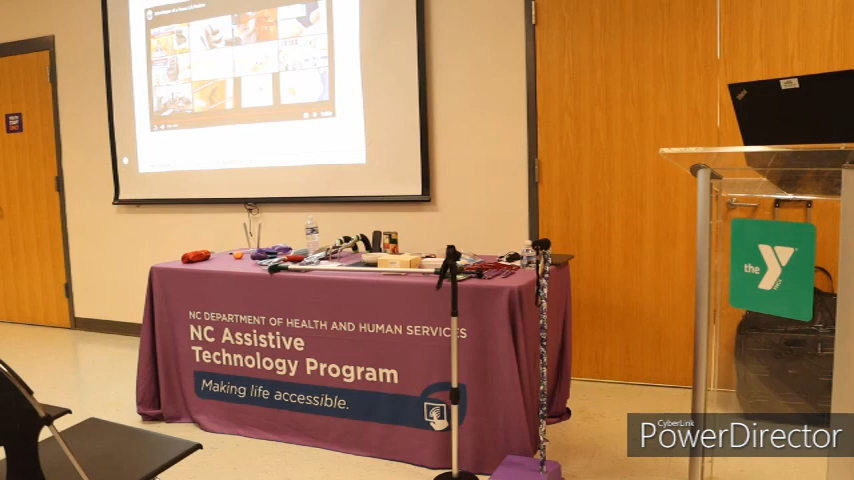 NC DEPARTMENT OF HEALTH AND HUMAN SERVICES
NC Assistive
Technology Program
Making life accessible.
the Y
CyberLink
PowerDirector